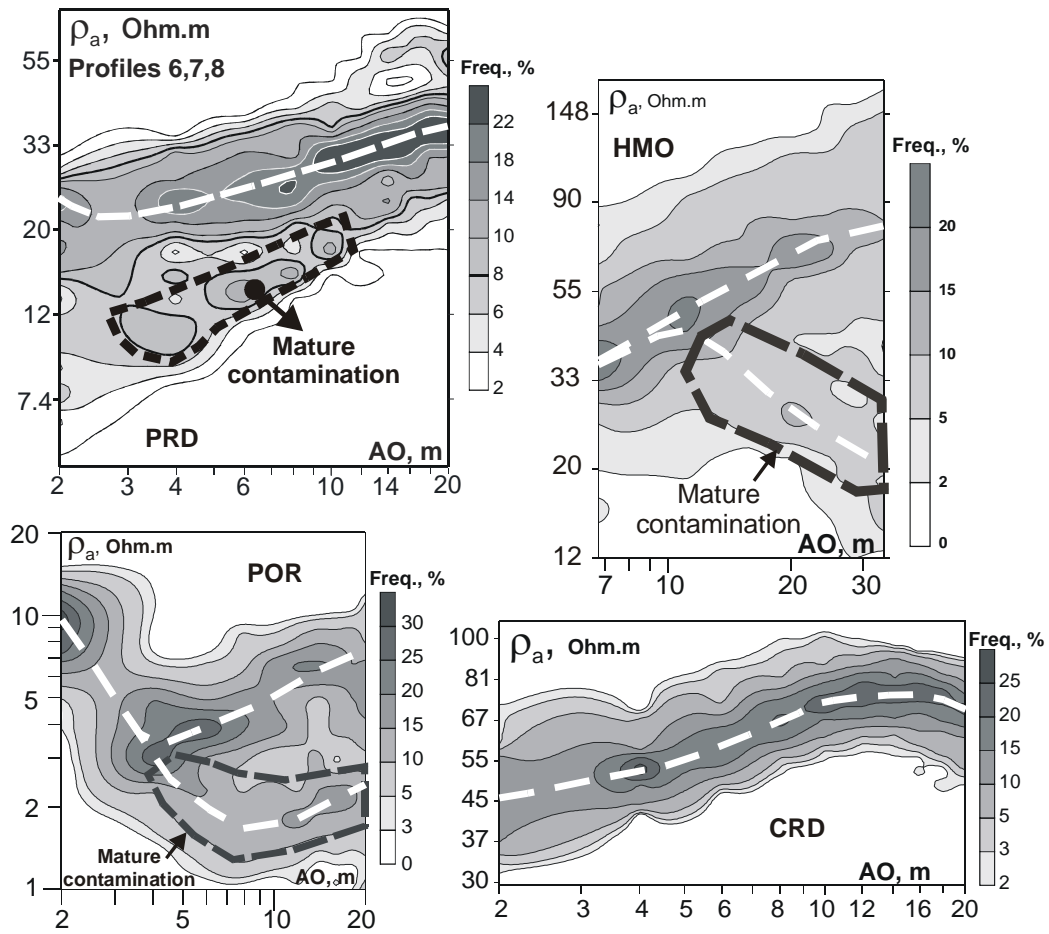 ρa, Ohm.m
Profiles 6,7,8
55
33
20
12
7.4
Mature
contamination
PRD
AO, m
2 3 4 6 10 14 20
Freq., %
22
18
14
10
8
6
4
2
ρa, Ohm.m
HMO
148
90
55
33
20
12
Mature
contamination
AO, m
7 10 20 30
Freq., %
20
15
10
5
2
0
ρa, Ohm.m
POR
20
10
5
2
1
Mature
contamination
AO, m
2 5 10 20
Freq., %
30
25
20
15
10
5
3
0
ρa, Ohm.m
CRD
100
81
67
55
45
37
30
AO, m
2 3 4 5 6 8 10 12 14 16 20
Freq., %
25
20
15
10
5
3
2